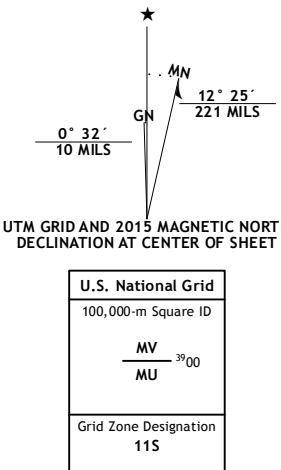 ★
MN
12° 25´
221 MILS
GN
0° 32´
10 MILS
UTM GRID AND 2015 MAGNETIC NORT
DECLINATION AT CENTER OF SHEET
U.S. National Grid
100,000-m Square ID
MV
3900
MU
Grid Zone Designation
11S